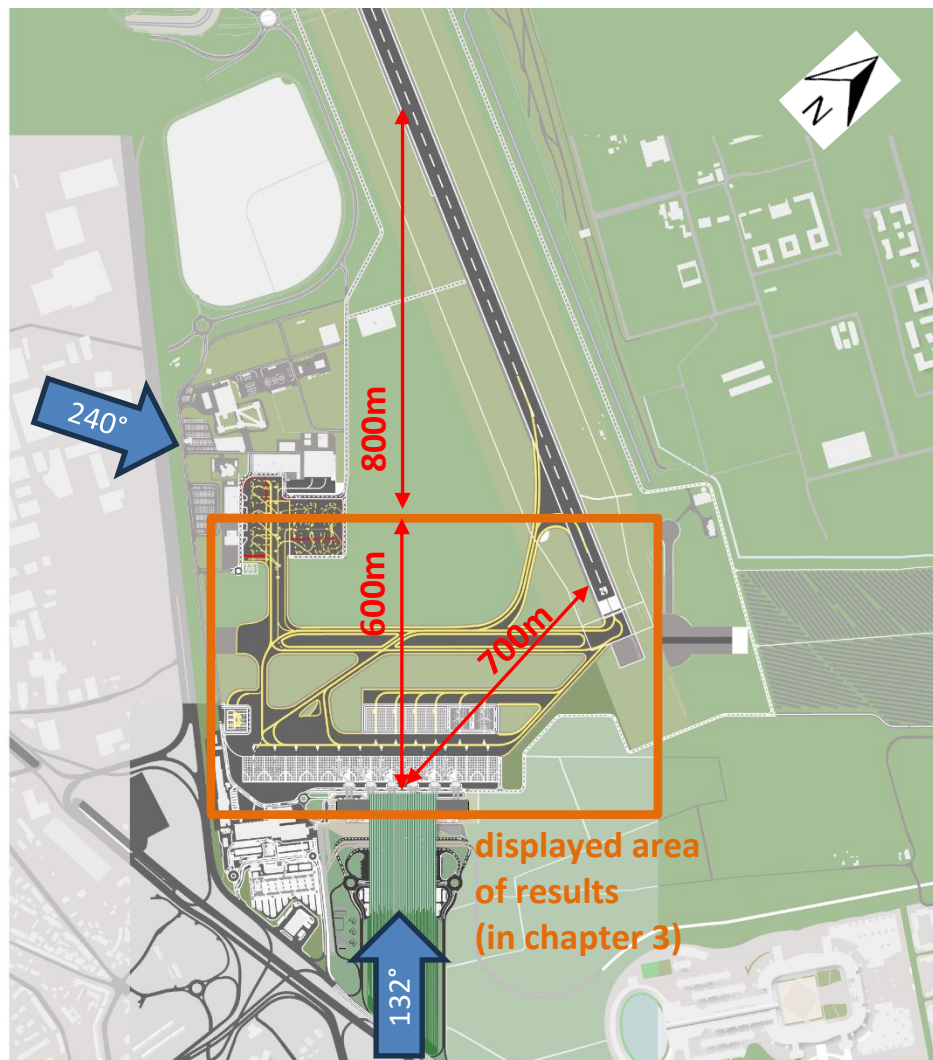 N
240°
800m
600m
700m
displayed area
of results
(in chapter 3)
132°